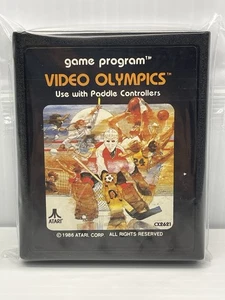 game program™
VIDEO OLYMPICS™
Use with Paddle Controllers
ATARI
CX2621
© 1986 ATARI CORP. ALL RIGHTS RESERVED